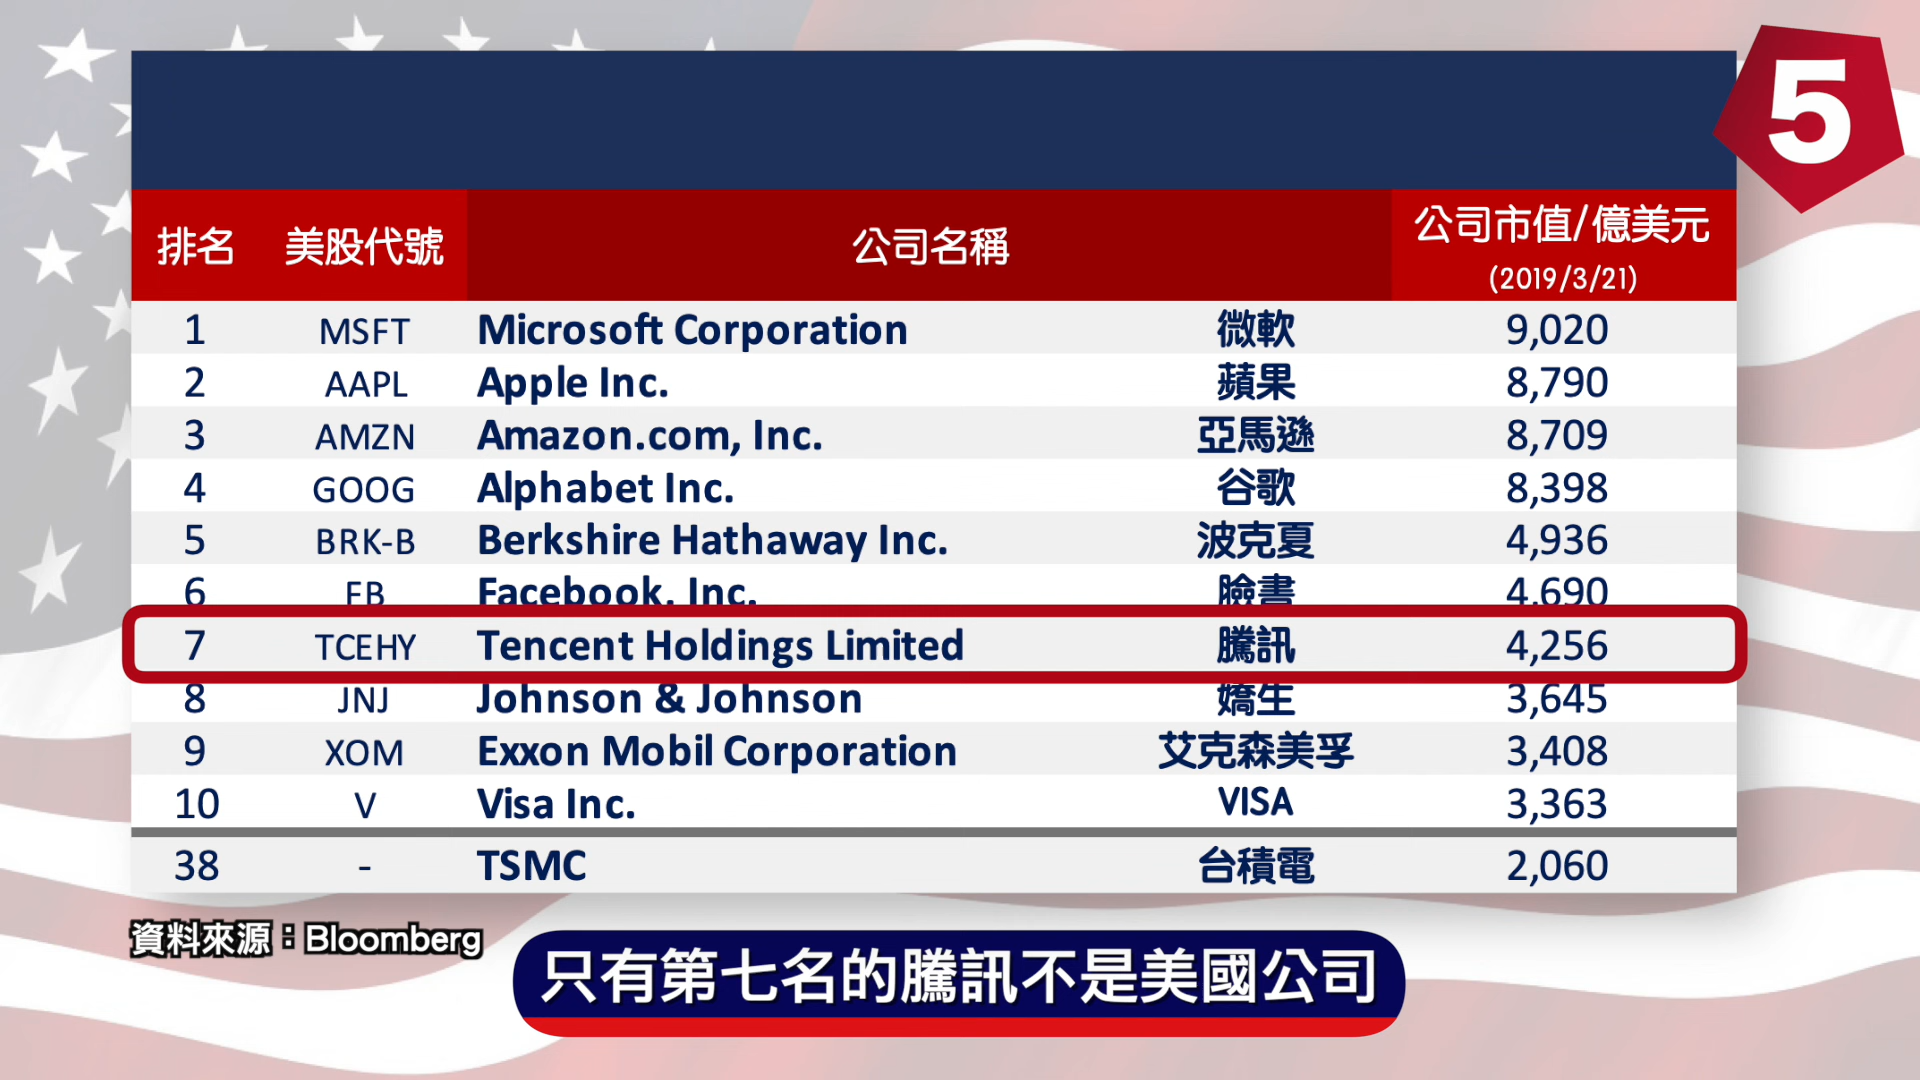 5
排名 美股代號 公司名稱 公司市值/億美元
(2019/3/21)
1 MSFT Microsoft Corporation 微軟 9,020
2 AAPL Apple Inc. 蘋果 8,790
3 AMZN Amazon.com, Inc. 亞馬遜 8,709
4 GOOG Alphabet Inc. 谷歌 8,398
5 BRK-B Berkshire Hathaway Inc. 波克夏 4,936
6 FB Facebook, Inc. 臉書 4,690
7 TCEHY Tencent Holdings Limited 騰訊 4,256
8 JNJ Johnson & Johnson 嬌生 3,645
9 XOM Exxon Mobil Corporation 艾克森美孚 3,408
10 V Visa Inc. VISA 3,363
38 - TSMC 台積電 2,060
資料來源：Bloomberg
只有第七名的騰訊不是美國公司